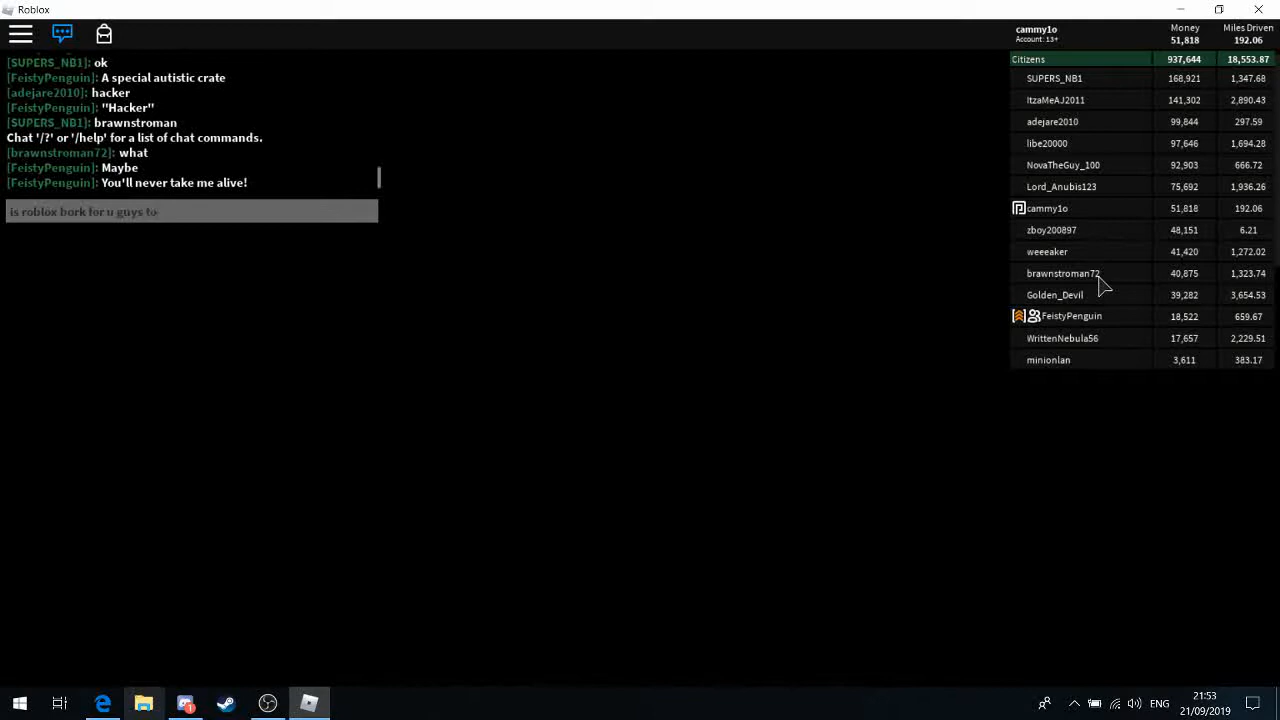 Roblox
cammy1o
Account: 13+
Money
51,818
Miles Driven
192.06
[SUPERS_NB1]: ok
[FeistyPenguin]: A special autistic crate
[adejare2010]: hacker
[FeistyPenguin]: "Hacker"
[SUPERS_NB1]: brawnstroman
Chat '/?' or '/help' for a list of chat commands.
[brawnstroman72]: what
[FeistyPenguin]: Maybe
[FeistyPenguin]: You'll never take me alive!
is roblox bork for u guys to
Citizens 937,644 18,553.87
SUPERS_NB1 168,921 1,347.68
ItzaMeAJ2011 141,302 2,890.43
adejare2010 99,844 297.59
libe20000 97,646 1,694.28
NovaTheGuy_100 92,903 666.72
Lord_Anubis123 75,692 1,936.26
cammy1o 51,818 192.06
zboy200897 48,151 6.21
weeeaker 41,420 1,272.02
brawnstroman72 40,875 1,323.74
Golden_Devil 39,282 3,654.53
FeistyPenguin 18,522 659.67
WrittenNebula56 17,657 2,229.51
minionlan 3,611 383.17
1
ENG
21:53
21/09/2019